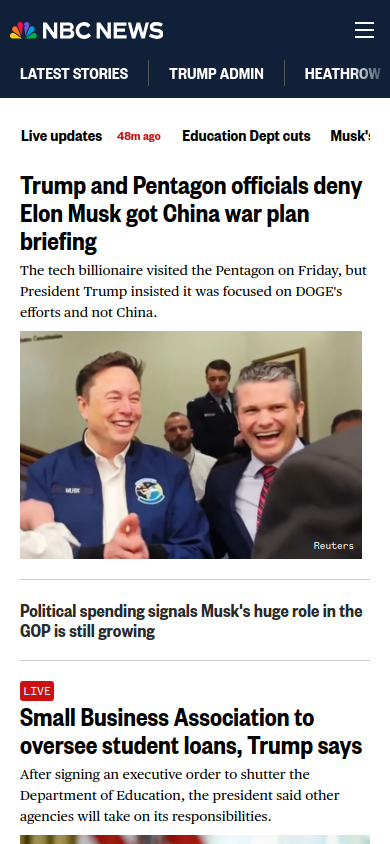 NBC NEWS
LATEST STORIES
TRUMP ADMIN
HEATHROW
Live updates
48m ago
Education Dept cuts
Musk's
Trump and Pentagon officials deny
Elon Musk got China war plan
briefing
The tech billionaire visited the Pentagon on Friday, but
President Trump insisted it was focused on DOGE's
efforts and not China.
MUSK
Reuters
Political spending signals Musk's huge role in the
GOP is still growing
LIVE
Small Business Association to
oversee student loans, Trump says
After signing an executive order to shutter the
Department of Education, the president said other
agencies will take on its responsibilities.